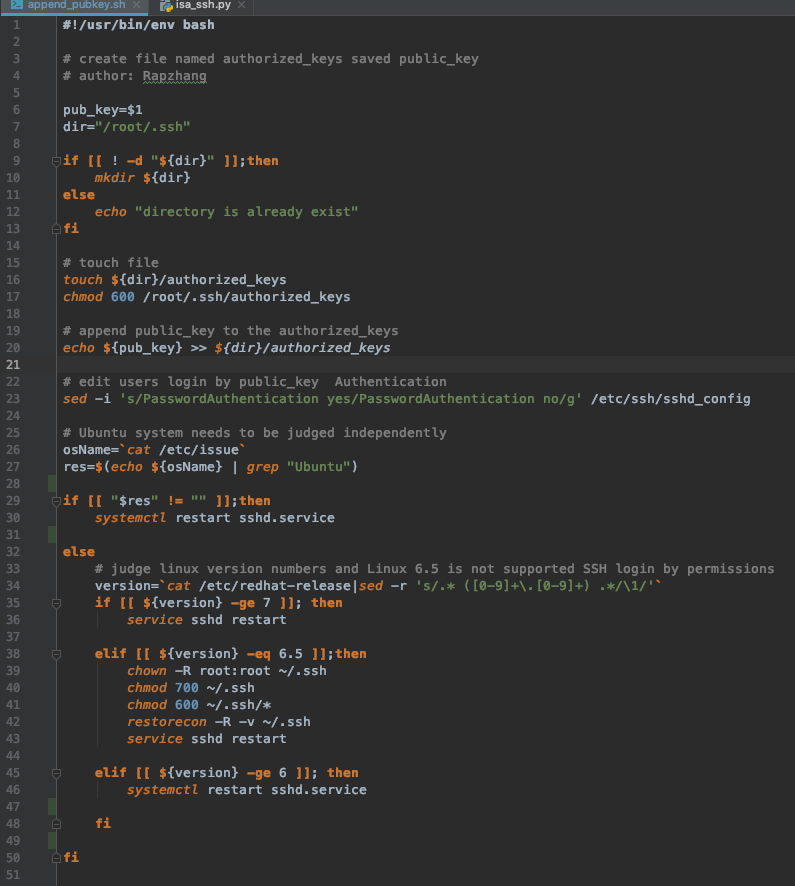 append_pubkey.sh isa_ssh.py
1 #!/usr/bin/env bash
2
3 # create file named authorized_keys saved public_key
4 # author: Rapzhang
5
6 pub_key=$1
7 dir="/root/.ssh"
8
9 if [[ ! -d "${dir}" ]];then
10     mkdir ${dir}
11 else
12     echo "directory is already exist"
13 fi
14
15 # touch file
16 touch ${dir}/authorized_keys
17 chmod 600 /root/.ssh/authorized_keys
18
19 # append public_key to the authorized_keys
20 echo ${pub_key} >> ${dir}/authorized_keys
21
22 # edit users login by public_key  Authentication
23 sed -i 's/PasswordAuthentication yes/PasswordAuthentication no/g' /etc/ssh/sshd_config
24
25 # Ubuntu system needs to be judged independently
26 osName=`cat /etc/issue`
27 res=$(echo ${osName} | grep "Ubuntu")
28
29 if [[ "$res" != "" ]];then
30     systemctl restart sshd.service
31
32 else
33     # judge linux version numbers and Linux 6.5 is not supported SSH login by permissions
34     version=`cat /etc/redhat-release|sed -r 's/.* ([0-9]+\.[0-9]+) .*/\1/'`
35     if [[ ${version} -ge 7 ]]; then
36         service sshd restart
37
38     elif [[ ${version} -eq 6.5 ]];then
39         chown -R root:root ~/.ssh
40         chmod 700 ~/.ssh
41         chmod 600 ~/.ssh/*
42         restorecon -R -v ~/.ssh
43         service sshd restart
44
45     elif [[ ${version} -ge 6 ]]; then
46         systemctl restart sshd.service
47
48     fi
49
50 fi
51